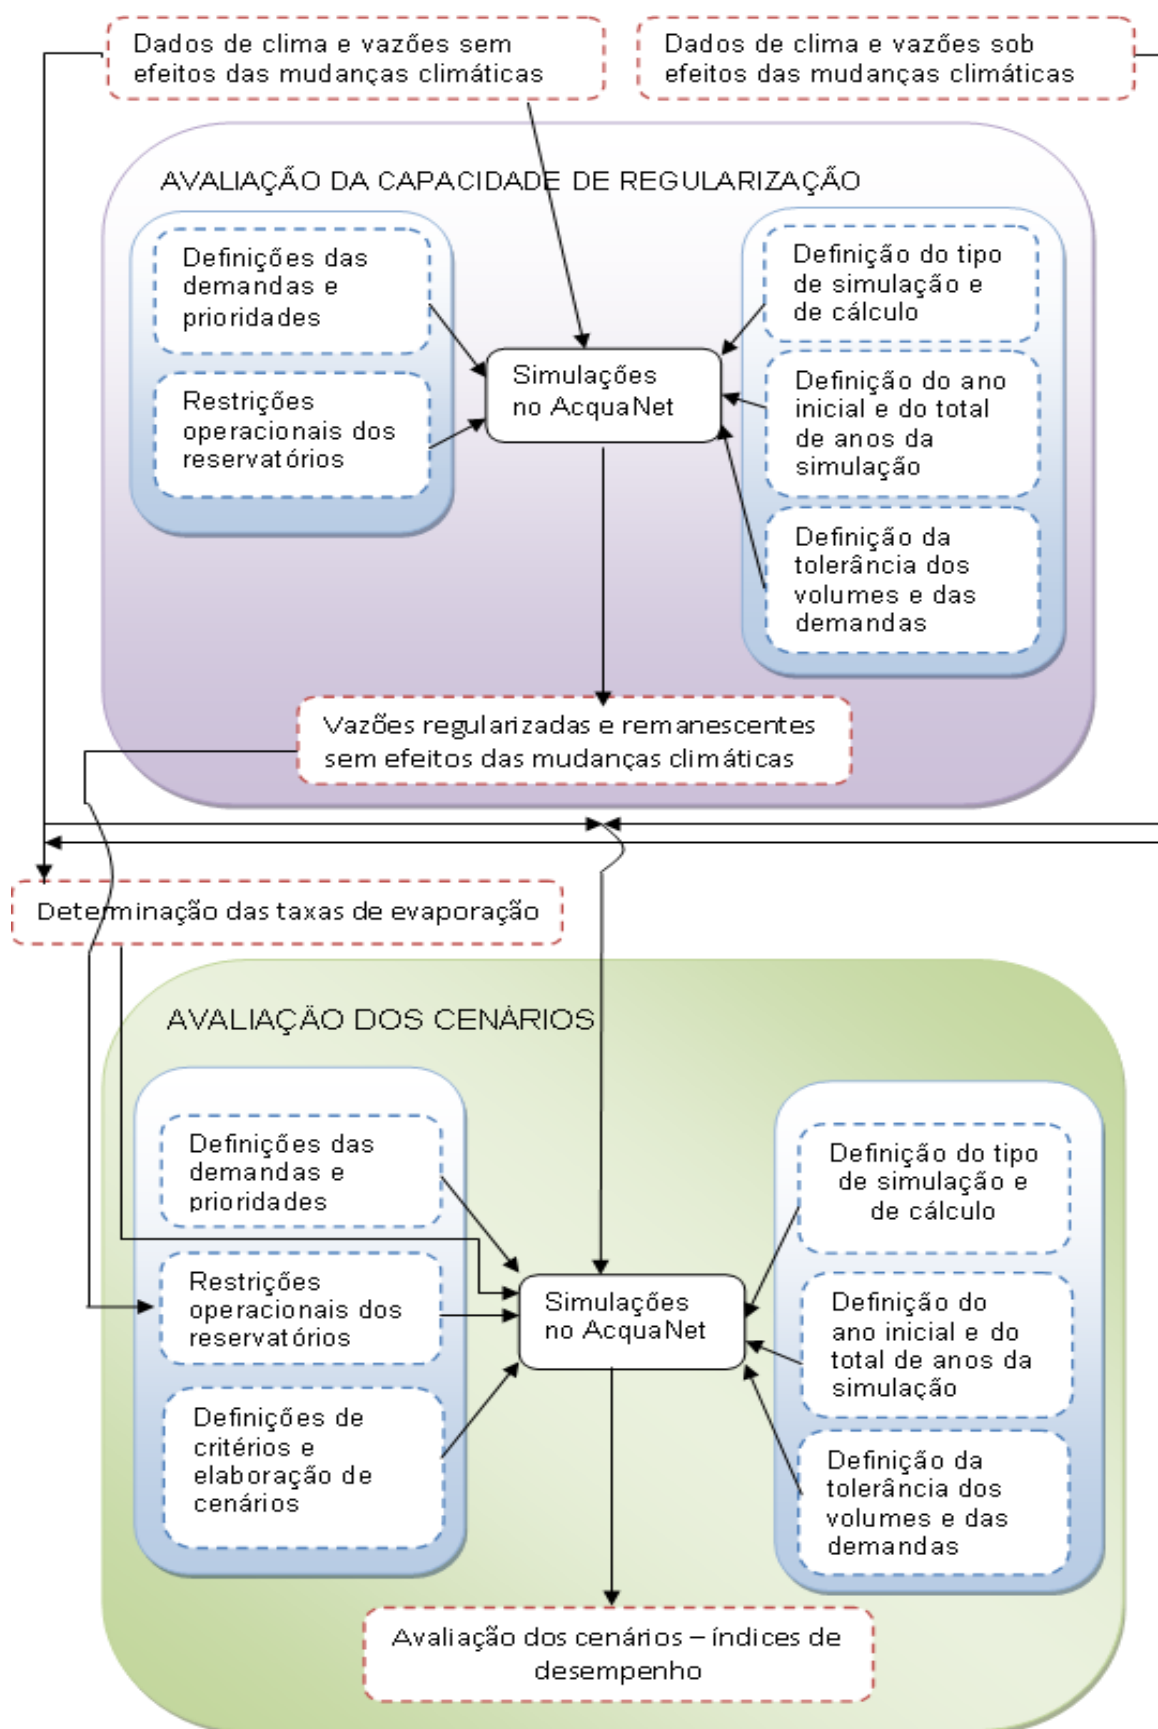 Dados de clima e vazões sem
efeitos das mudanças climáticas
Dados de clima e vazões sob
efeitos das mudanças climáticas
AVALIAÇÃO DA CAPACIDADE DE REGULARIZAÇÃO
Definições das
demandas e
prioridades
Restrições
operacionais dos
reservatórios
Simulações
no AcquaNet
Definição do tipo
de simulação e
de cálculo
Definição do ano
inicial e do total
de anos da
simulação
Definição da
tolerância dos
volumes e das
demandas
Vazões regularizadas e remanescentes
sem efeitos das mudanças climáticas
Determinação das taxas de evaporação
AVALIAÇÃO DOS CENÁRIOS
Definições das
demandas e
prioridades
Restrições
operacionais dos
reservatórios
Definições de
critérios e
elaboração de
cenários
Simulações
no AcquaNet
Definição do tipo
de simulação e
de cálculo
Definição do
ano inicial e do
total de anos da
simulação
Definição da
tolerância dos
volumes e das
demandas
Avaliação dos cenários – índices de
desempenho